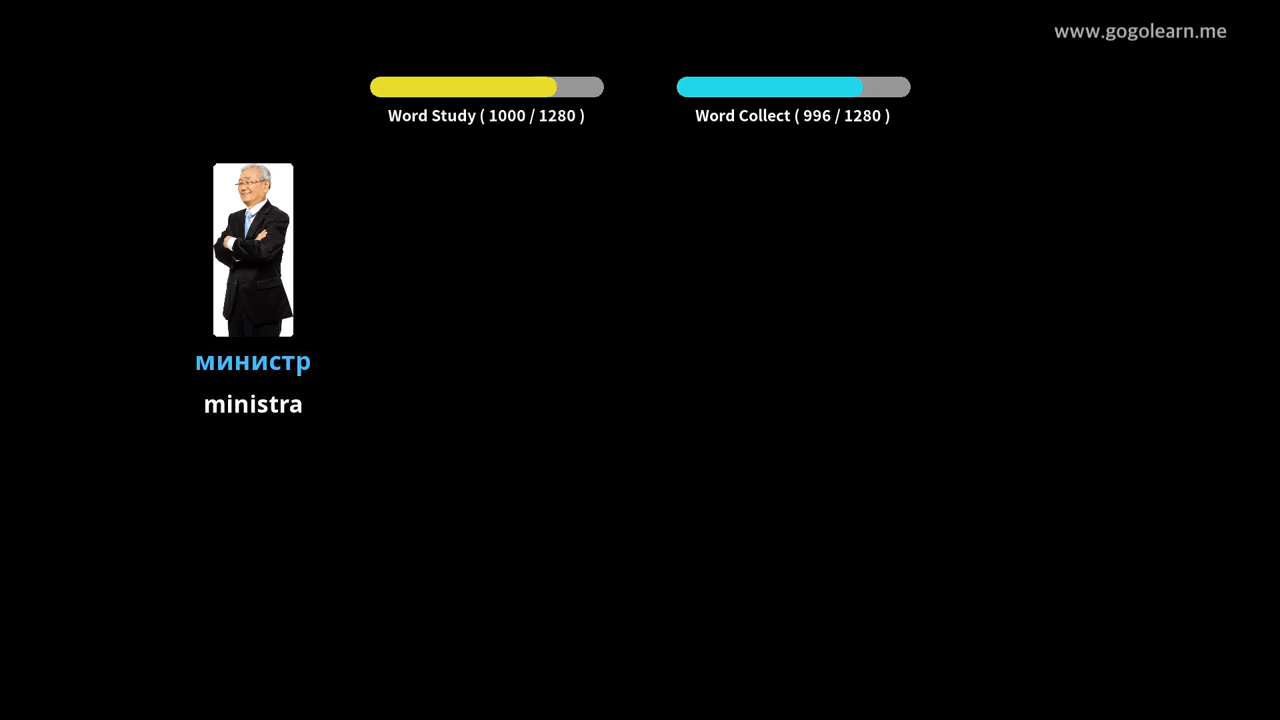 www.gogolearn.me
Word Study ( 1000 / 1280 )
Word Collect ( 996 / 1280 )
министр
ministra